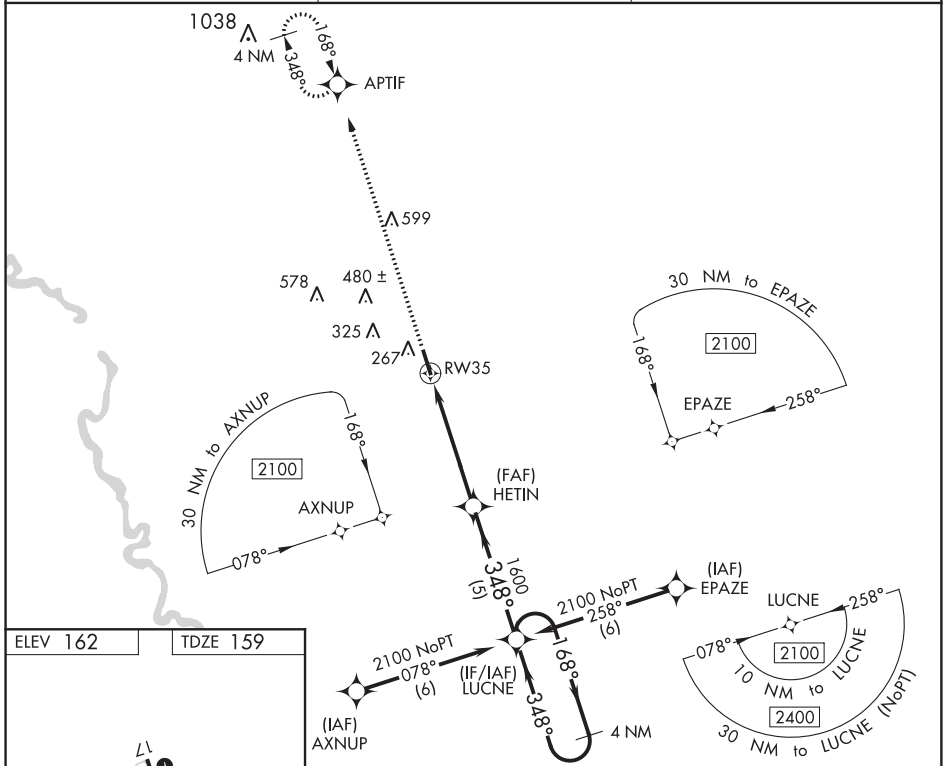 1038
4 NM
168°
348°
APTIF
599
578
480 ±
325
267
RW35
30 NM to EPAZE
2100
168°
EPAZE
258°
30 NM to AXNUP
2100
168°
AXNUP
078°
(FAF)
HETIN
1600
348°
(5)
2100 NoPT
258°
(6)
(IAF)
EPAZE
2100 NoPT
078°
(6)
(IF/IAF)
LUCNE
(IAF)
AXNUP
168°
348°
4 NM
LUCNE
258°
078°
2100
10 NM to LUCNE
2400
30 NM to LUCNE (NoPT)
ELEV 162
TDZE 159
17